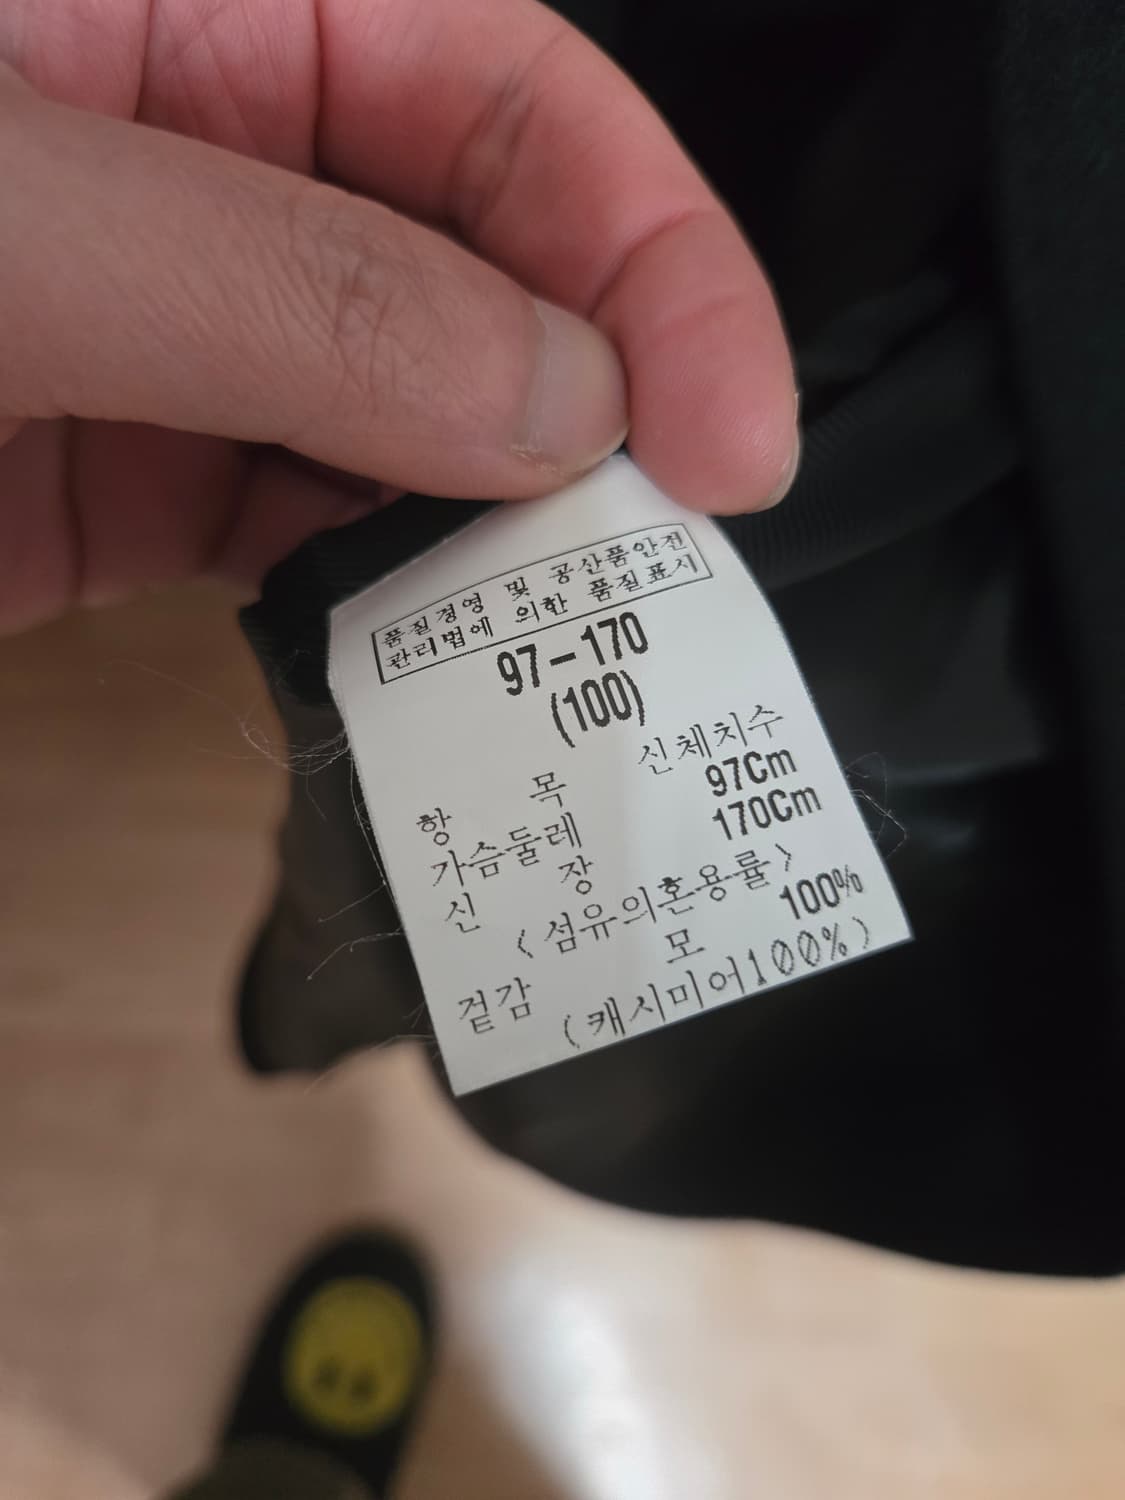 품질경영 및 공산품안전
관리법에 의한 품질표시
97-170
(100)
항 목 신체치수
가슴둘레 97Cm
신 장 170Cm
<섬유의혼용률>
겉감 모 100%
(캐시미어100%)